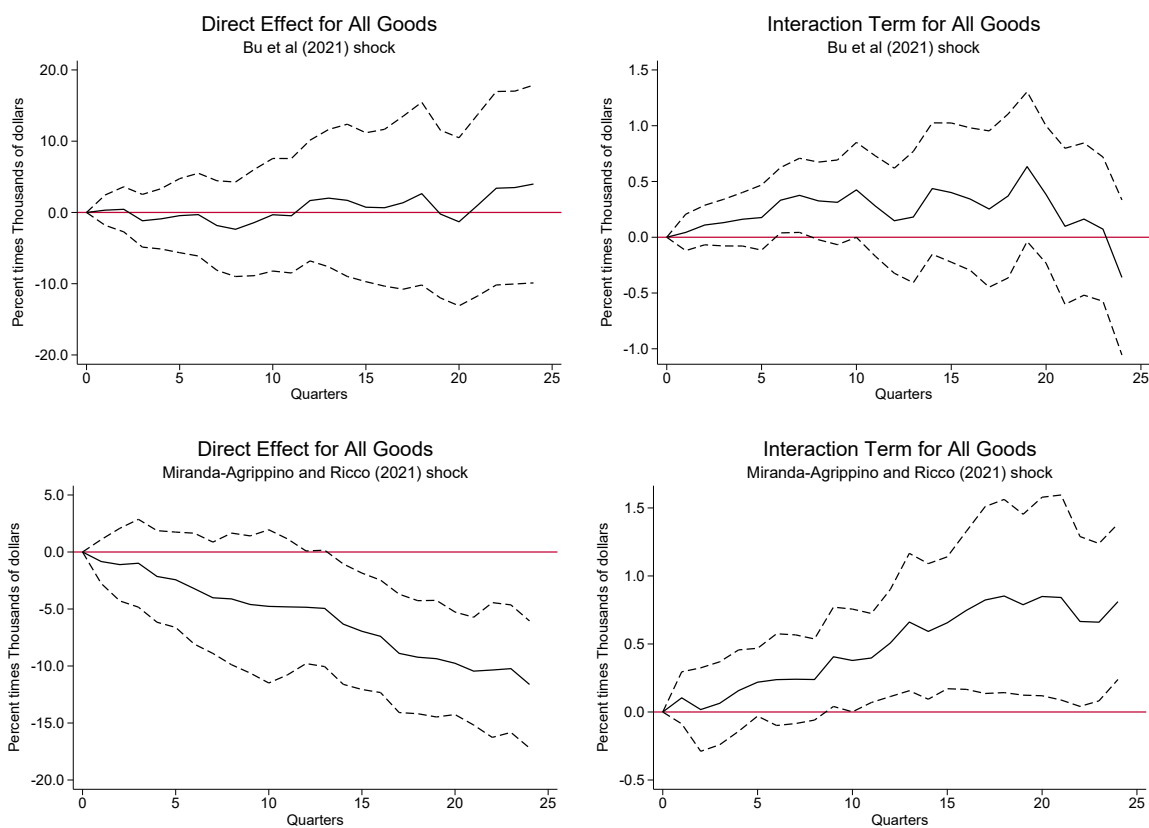 Direct Effect for All Goods
Bu et al (2021) shock
Percent times Thousands of dollars
20.0
10.0
0.0
-10.0
-20.0
0 5 10 15 20 25
Quarters
Interaction Term for All Goods
Bu et al (2021) shock
Percent times Thousands of dollars
1.5
1.0
0.5
0.0
-0.5
-1.0
0 5 10 15 20 25
Quarters
Direct Effect for All Goods
Miranda-Agrippino and Ricco (2021) shock
Percent times Thousands of dollars
5.0
0.0
-5.0
-10.0
-15.0
-20.0
0 5 10 15 20 25
Quarters
Interaction Term for All Goods
Miranda-Agrippino and Ricco (2021) shock
Percent times Thousands of dollars
1.5
1.0
0.5
0.0
-0.5
0 5 10 15 20 25
Quarters